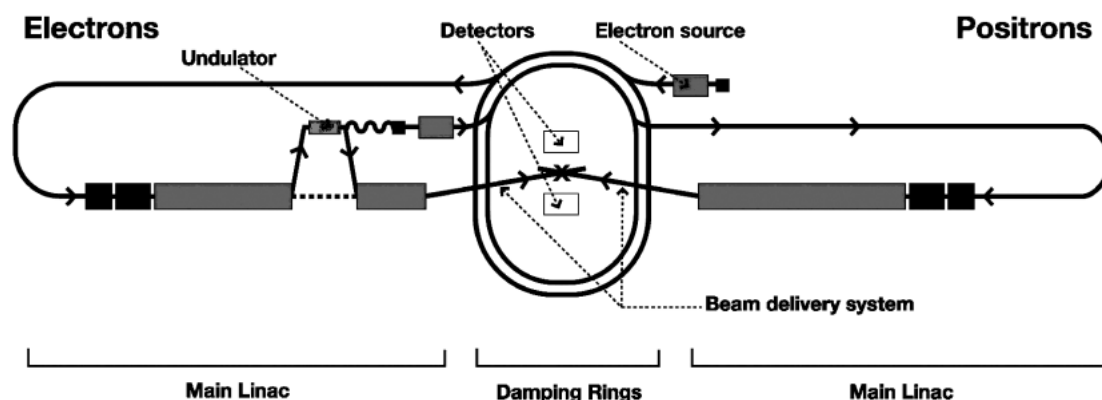 Electrons
Detectors
Electron source
Positrons
Undulator
Beam delivery system
Main Linac
Damping Rings
Main Linac